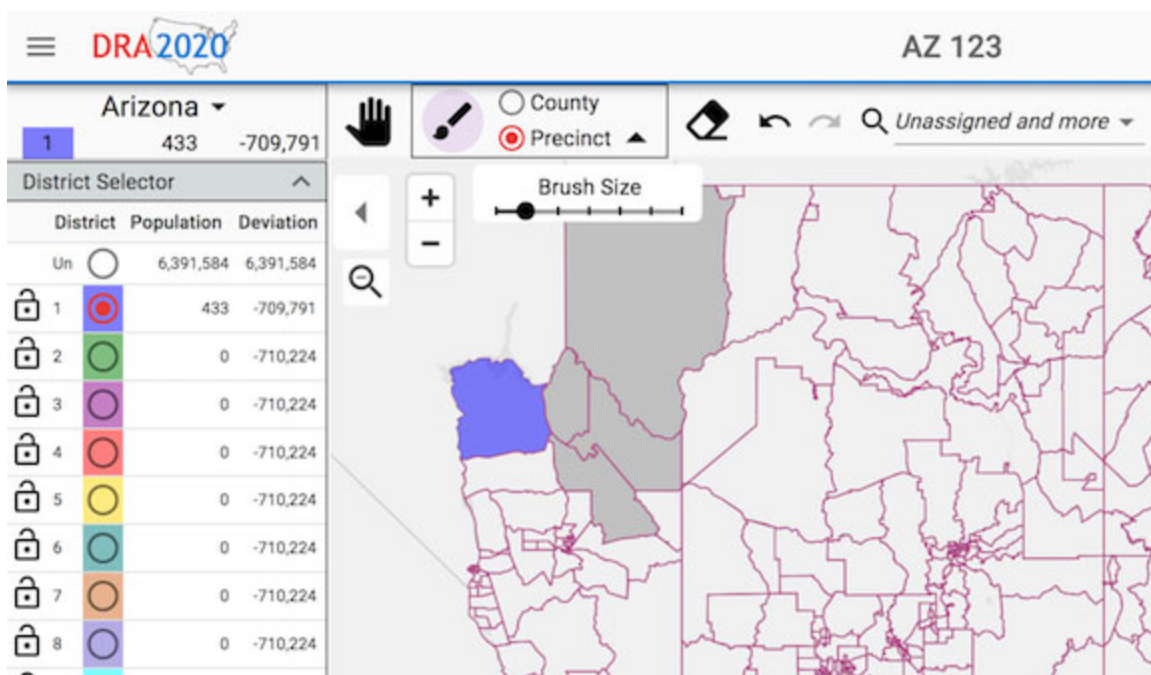 DRA 2020
AZ 123
Arizona
1 433 -709,791
County
Precinct
Unassigned and more
District Selector
Brush Size
+
−
District Population Deviation
Un 6,391,584 6,391,584
1 433 -709,791
2 0 -710,224
3 0 -710,224
4 0 -710,224
5 0 -710,224
6 0 -710,224
7 0 -710,224
8 0 -710,224